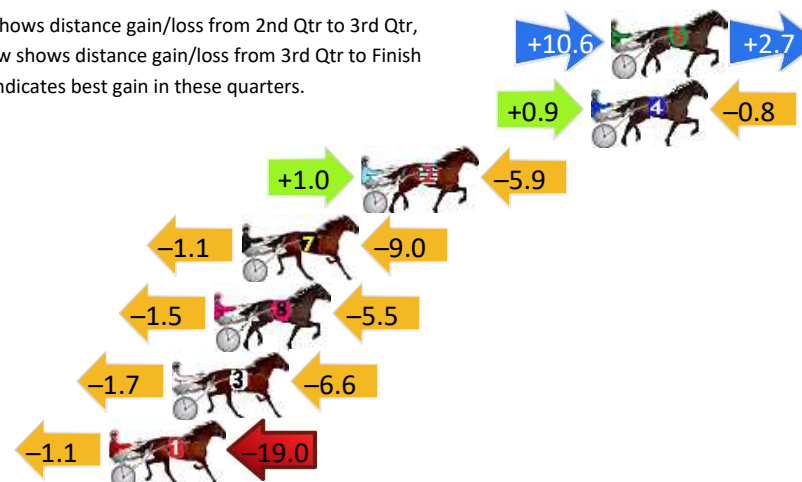 hows distance gain/loss from 2nd Qtr to 3rd Qtr,
w shows distance gain/loss from 3rd Qtr to Finish
ndicates best gain in these quarters.
+10.6 +2.7
+0.9 4 –0.8
+1.0 –5.9
–1.1 7 –9.0
–1.5 8 –5.5
–1.7 3 –6.6
–1.1 1 –19.0